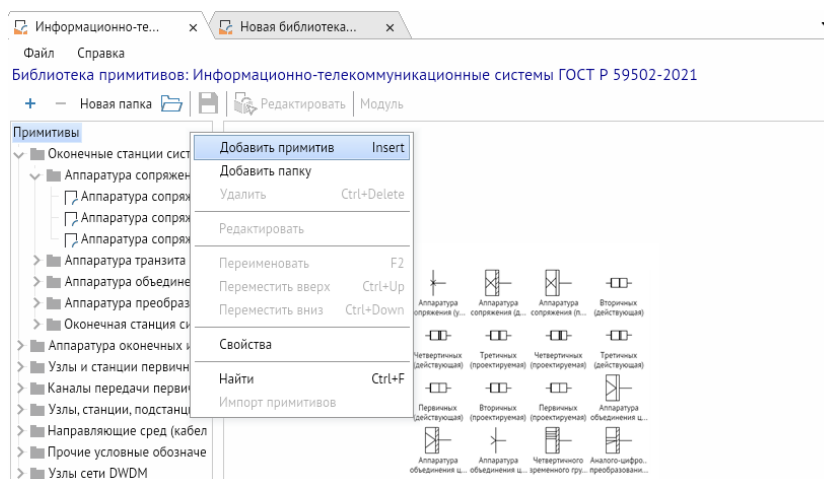 Информационно-те... ×
Новая библиотека... ×
Файл Справка
Библиотека примитивов: Информационно-телекоммуникационные системы ГОСТ Р 59502-2021
+ − Новая папка Редактировать Модуль
Примитивы
Оконечные станции сист
Аппаратура сопряжен
Аппаратура сопряж
Аппаратура сопряж
Аппаратура сопряж
Аппаратура транзита
Аппаратура объедине
Аппаратура преобраз
Оконечная станция си
Аппаратура оконечных и
Узлы и станции первичн
Каналы передачи перви
Узлы, станции, подстанц
Направляющие сред (кабел
Прочие условные обозначе
Узлы сети DWDM
Добавить примитив Insert
Добавить папку
Удалить Ctrl+Delete
Редактировать
Переименовать F2
Переместить вверх Ctrl+Up
Переместить вниз Ctrl+Down
Свойства
Найти Ctrl+F
Импорт примитивов
Аппаратура Аппаратура Аппаратура Вторичных
опряжения (у... сопряжения (д... сопряжения (п... (действующая)
Четвертичных Третичных Четвертичных Третичных
(действующая) (проектируемая) (проектируемая) (действующая)
Первичных Вторичных Первичных Аппаратура
(действующая) (проектируемая) (проектируемая) объединения ц...
Аппаратура Аппаратура Четвертичного Аналого-цифро..
объединения ц... объединения ц... временного гру... преобразовани...